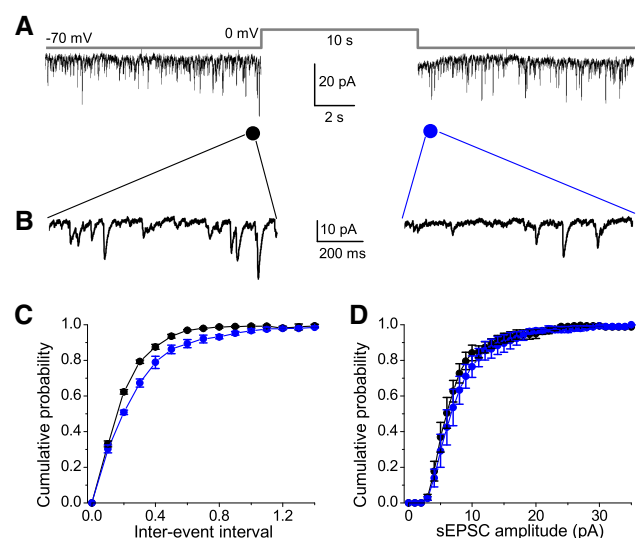 A
-70 mV
0 mV
10 s
20 pA
2 s
B
10 pA
200 ms
C
1.0
0.8
0.6
0.4
0.2
0.0
Cumulative probability
0.0 0.4 0.8 1.2
Inter-event interval
D
1.0
0.8
0.6
0.4
0.2
0.0
Cumulative probability
0 10 20 30
sEPSC amplitude (pA)